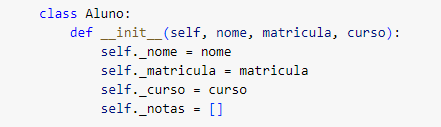 class Aluno:
    def __init__(self, nome, matricula, curso):
        self._nome = nome
        self._matricula = matricula
        self._curso = curso
        self._notas = []